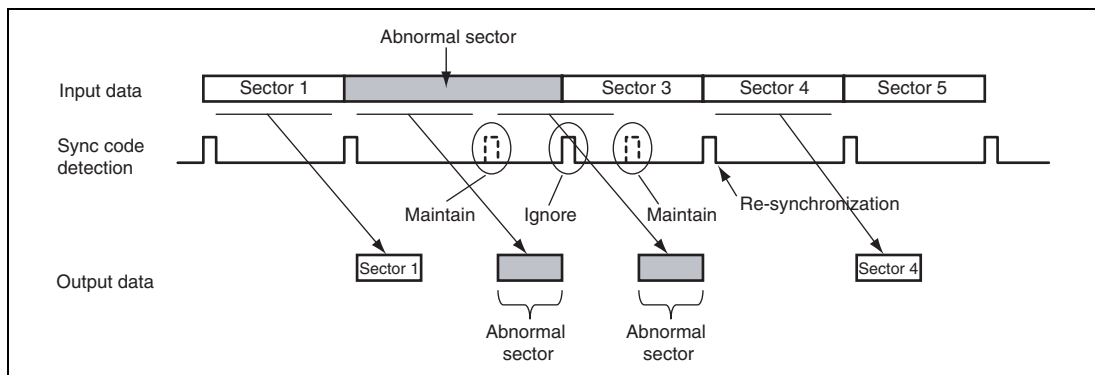 Abnormal sector
Input data
Sector 1
Sector 3
Sector 4
Sector 5
Sync code
detection
Maintain
Ignore
Maintain
Re-synchronization
Output data
Sector 1
Sector 4
Abnormal
sector
Abnormal
sector